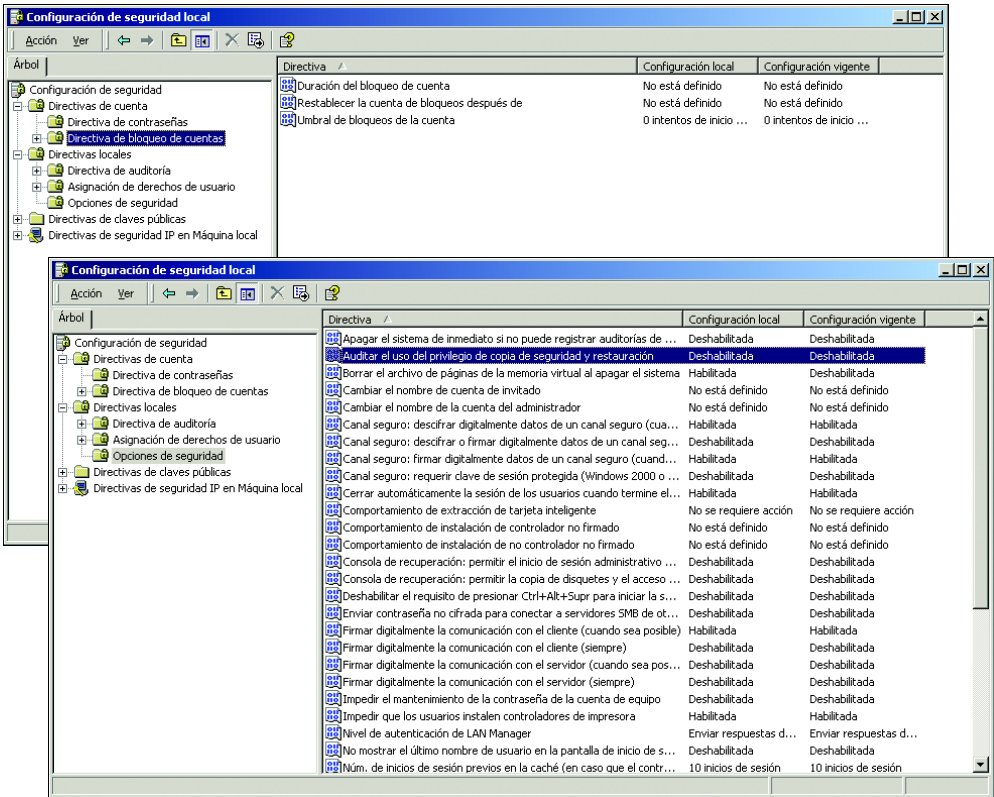 Configuración de seguridad local
Acción Ver
Árbol
Configuración de seguridad
Directivas de cuenta
Directiva de contraseñas
Directiva de bloqueo de cuentas
Directivas locales
Directiva de auditoría
Asignación de derechos de usuario
Opciones de seguridad
Directivas de claves públicas
Directivas de seguridad IP en Máquina local
Directiva Configuración local Configuración vigente
Duración del bloqueo de cuenta No está definido No está definido
Restablecer la cuenta de bloqueos después de No está definido No está definido
Umbral de bloqueos de la cuenta 0 intentos de inicio ... 0 intentos de inicio ...
Configuración de seguridad local
Acción Ver
Árbol
Configuración de seguridad
Directivas de cuenta
Directiva de contraseñas
Directiva de bloqueo de cuentas
Directivas locales
Directiva de auditoría
Asignación de derechos de usuario
Opciones de seguridad
Directivas de claves públicas
Directivas de seguridad IP en Máquina local
Directiva Configuración local Configuración vigente
Apagar el sistema de inmediato si no puede registrar auditorías de ... Deshabilitada Deshabilitada
Auditar el uso del privilegio de copia de seguridad y restauración Deshabilitada Deshabilitada
Borrar el archivo de páginas de la memoria virtual al apagar el sistema Habilitada Deshabilitada
Cambiar el nombre de cuenta de invitado No está definido No está definido
Cambiar el nombre de la cuenta del administrador No está definido No está definido
Canal seguro: descifrar digitalmente datos de un canal seguro (cua... Habilitada Habilitada
Canal seguro: descifrar o firmar digitalmente datos de un canal seg... Deshabilitada Deshabilitada
Canal seguro: firmar digitalmente datos de un canal seguro (cuand... Habilitada Habilitada
Canal seguro: requerir clave de sesión protegida (Windows 2000 o ... Deshabilitada Deshabilitada
Cerrar automáticamente la sesión de los usuarios cuando termine el... Habilitada Habilitada
Comportamiento de extracción de tarjeta inteligente No se requiere acción No se requiere acción
Comportamiento de instalación de controlador no firmado No está definido No está definido
Comportamiento de instalación de no controlador no firmado No está definido No está definido
Consola de recuperación: permitir el inicio de sesión administrativo ... Deshabilitada Deshabilitada
Consola de recuperación: permitir la copia de disquetes y el acceso ... Deshabilitada Deshabilitada
Deshabilitar el requisito de presionar Ctrl+Alt+Supr para iniciar la s... Deshabilitada Deshabilitada
Enviar contraseña no cifrada para conectar a servidores SMB de ot... Deshabilitada Deshabilitada
Firmar digitalmente la comunicación con el cliente (cuando sea posible) Habilitada Habilitada
Firmar digitalmente la comunicación con el cliente (siempre) Deshabilitada Deshabilitada
Firmar digitalmente la comunicación con el servidor (cuando sea pos... Deshabilitada Deshabilitada
Firmar digitalmente la comunicación con el servidor (siempre) Deshabilitada Deshabilitada
Impedir el mantenimiento de la contraseña de la cuenta de equipo Deshabilitada Deshabilitada
Impedir que los usuarios instalen controladores de impresora Habilitada Habilitada
Nivel de autenticación de LAN Manager Enviar respuestas d... Enviar respuestas d...
No mostrar el último nombre de usuario en la pantalla de inicio de s... Deshabilitada Deshabilitada
Núm. de inicios de sesión previos en la caché (en caso que el contr... 10 inicios de sesión 10 inicios de sesión